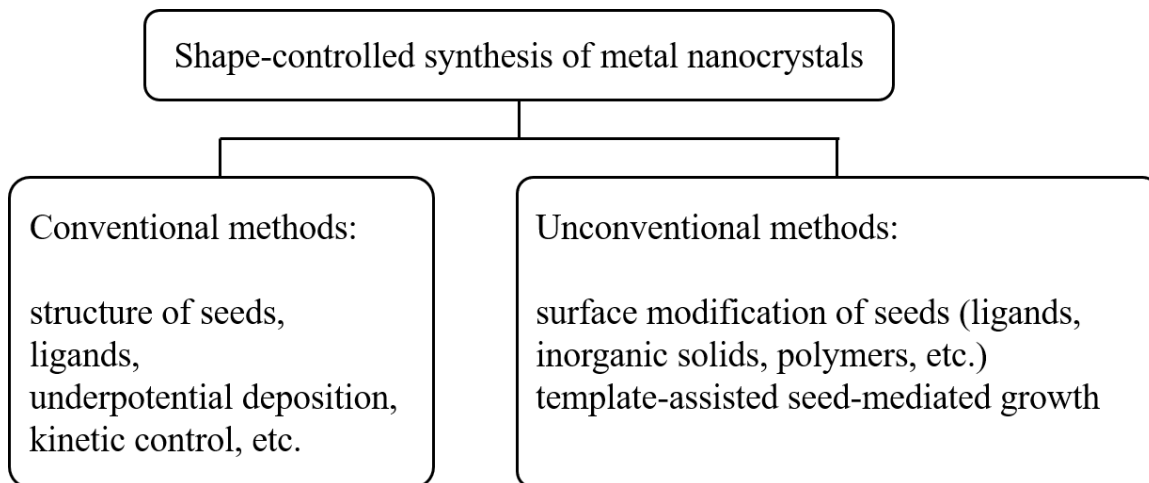 Shape-controlled synthesis of metal nanocrystals
Conventional methods:
structure of seeds,
ligands,
underpotential deposition,
kinetic control, etc.
Unconventional methods:
surface modification of seeds (ligands,
inorganic solids, polymers, etc.)
template-assisted seed-mediated growth